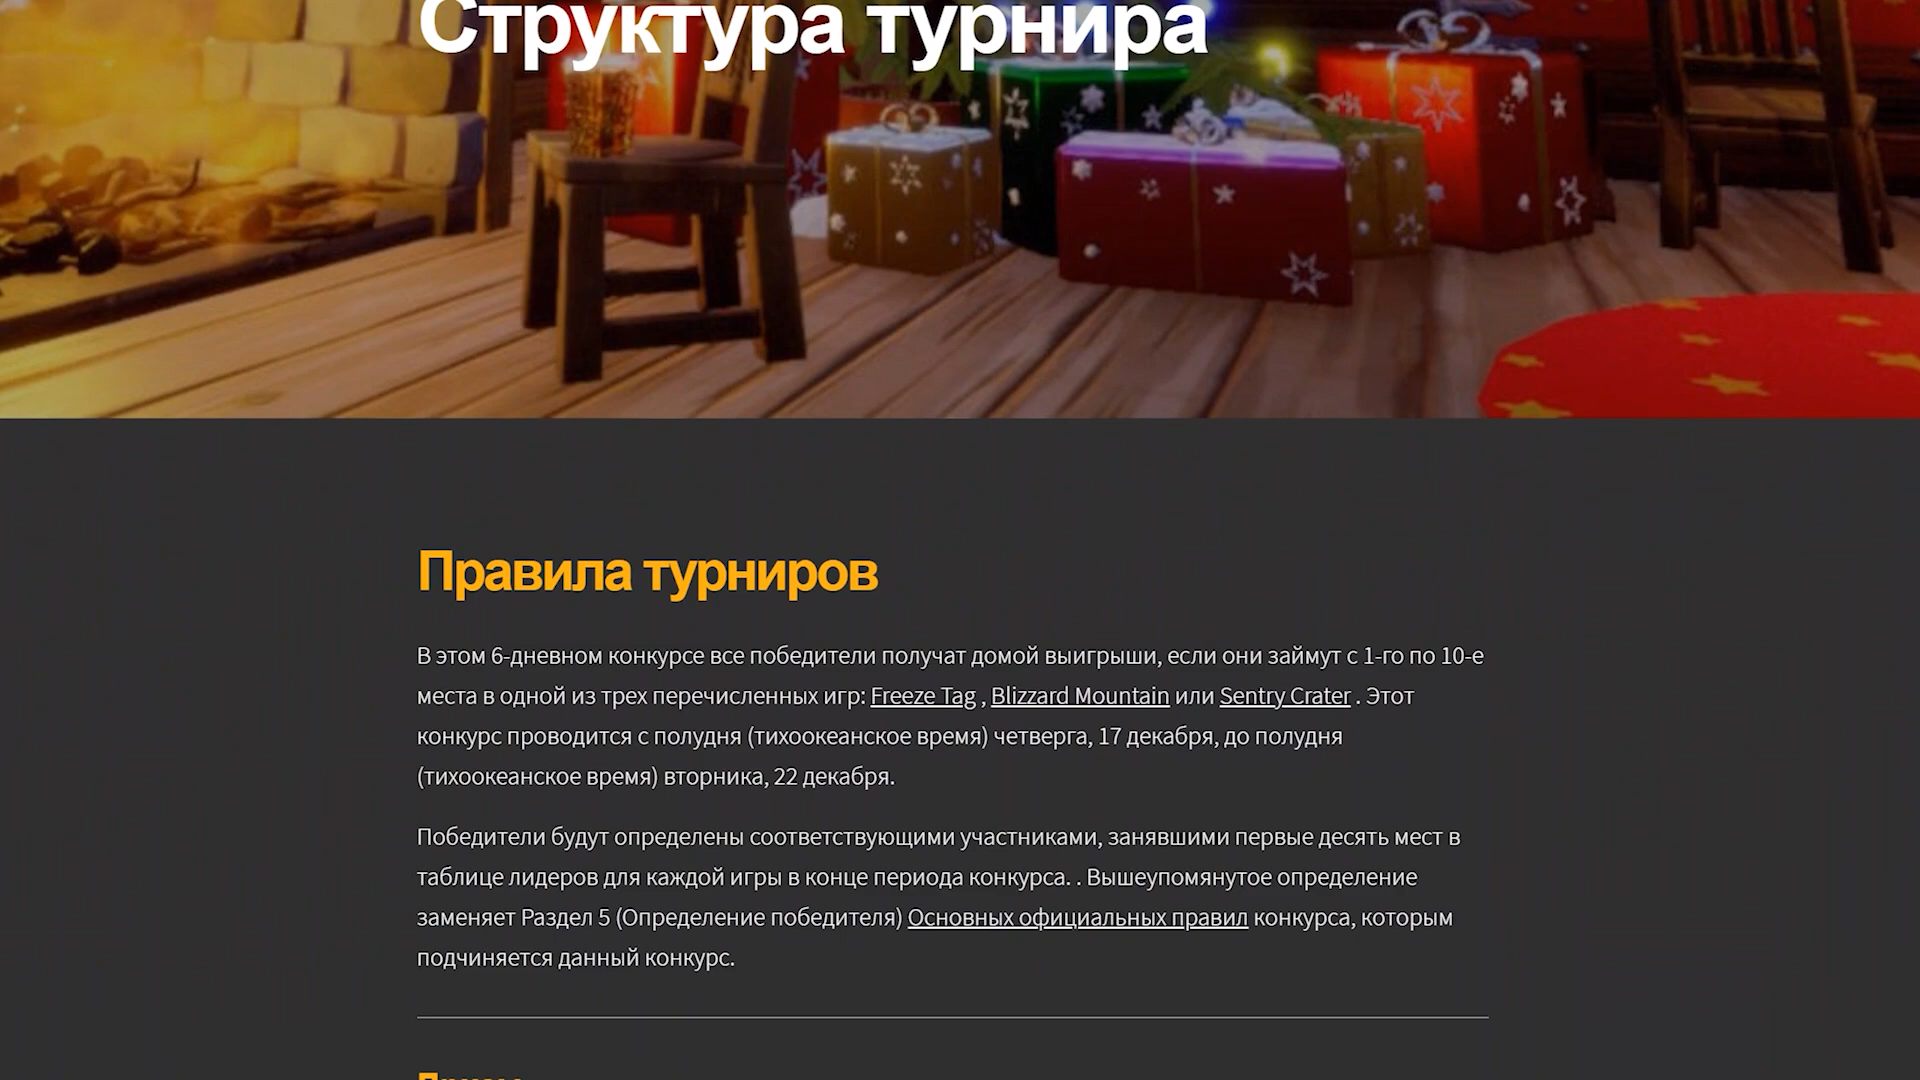 Структура турнира
Правила турниров
В этом 6-дневном конкурсе все победители получат домой выигрыши, если они займут с 1-го по 10-е
места в одной из трех перечисленных игр: Freeze Tag , Blizzard Mountain или Sentry Crater . Этот
конкурс проводится с полудня (тихоокеанское время) четверга, 17 декабря, до полудня
(тихоокеанское время) вторника, 22 декабря.
Победители будут определены соответствующими участниками, занявшими первые десять мест в
таблице лидеров для каждой игры в конце периода конкурса. . Вышеупомянутое определение
заменяет Раздел 5 (Определение победителя) Основных официальных правил конкурса, которым
подчиняется данный конкурс.